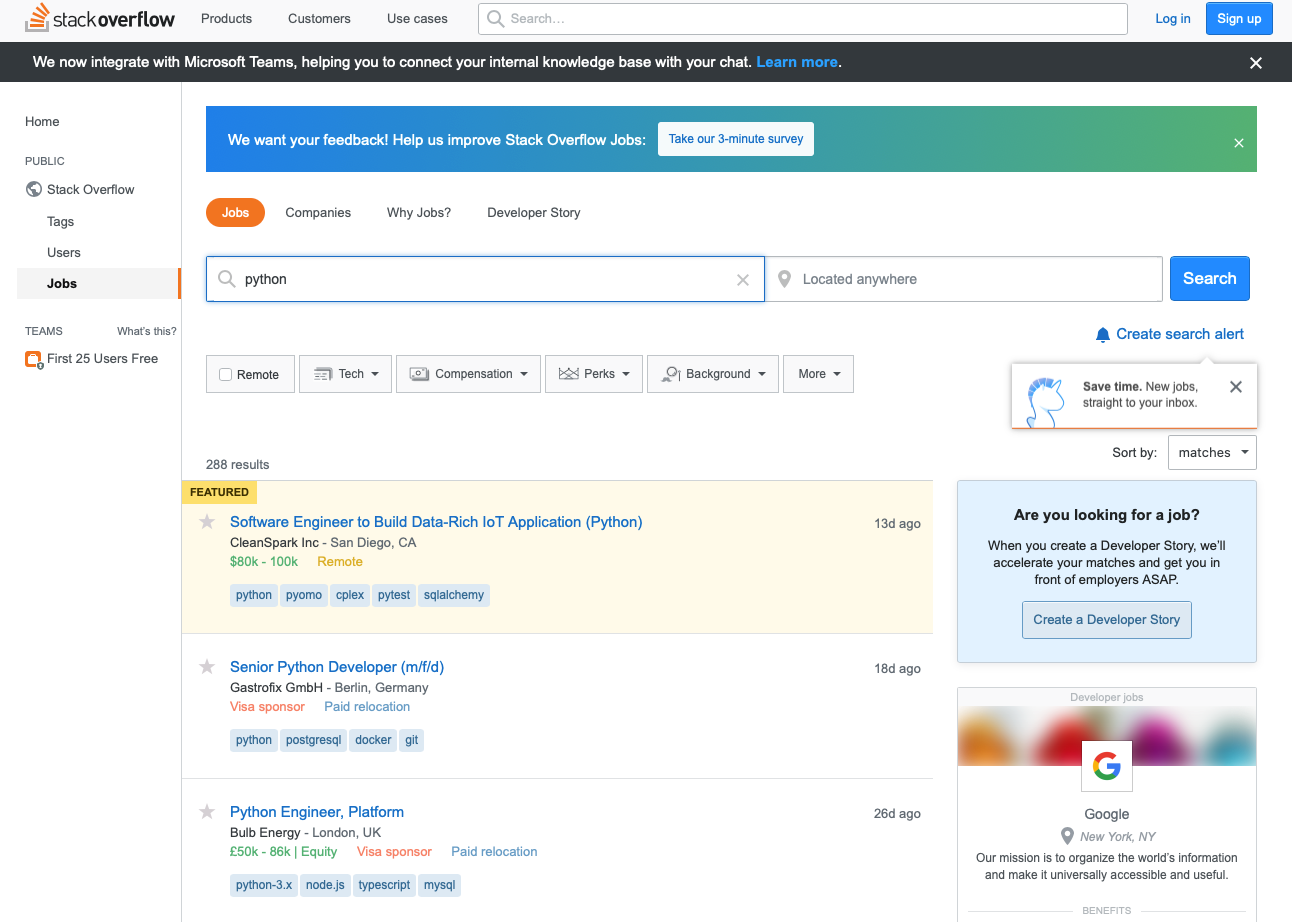 stackoverflow Products Customers Use cases Search... Log in Sign up
We now integrate with Microsoft Teams, helping you to connect your internal knowledge base with your chat. Learn more.
Home
PUBLIC
Stack Overflow
Tags
Users
Jobs
TEAMS What's this?
First 25 Users Free
We want your feedback! Help us improve Stack Overflow Jobs: Take our 3-minute survey
Jobs Companies Why Jobs? Developer Story
python Located anywhere Search
Create search alert
Remote Tech Compensation Perks Background More
Save time. New jobs,
straight to your inbox.
Sort by: matches
288 results
FEATURED
Software Engineer to Build Data-Rich IoT Application (Python) 13d ago
CleanSpark Inc - San Diego, CA
$80k - 100k Remote
python pyomo cplex pytest sqlalchemy
Senior Python Developer (m/f/d) 18d ago
Gastrofix GmbH - Berlin, Germany
Visa sponsor Paid relocation
python postgresql docker git
Python Engineer, Platform 26d ago
Bulb Energy - London, UK
£50k - 86k | Equity Visa sponsor Paid relocation
python-3.x node.js typescript mysql
Are you looking for a job?
When you create a Developer Story, we’ll
accelerate your matches and get you in
front of employers ASAP.
Create a Developer Story
Developer jobs
G
Google
New York, NY
Our mission is to organize the world’s information
and make it universally accessible and useful.
BENEFITS